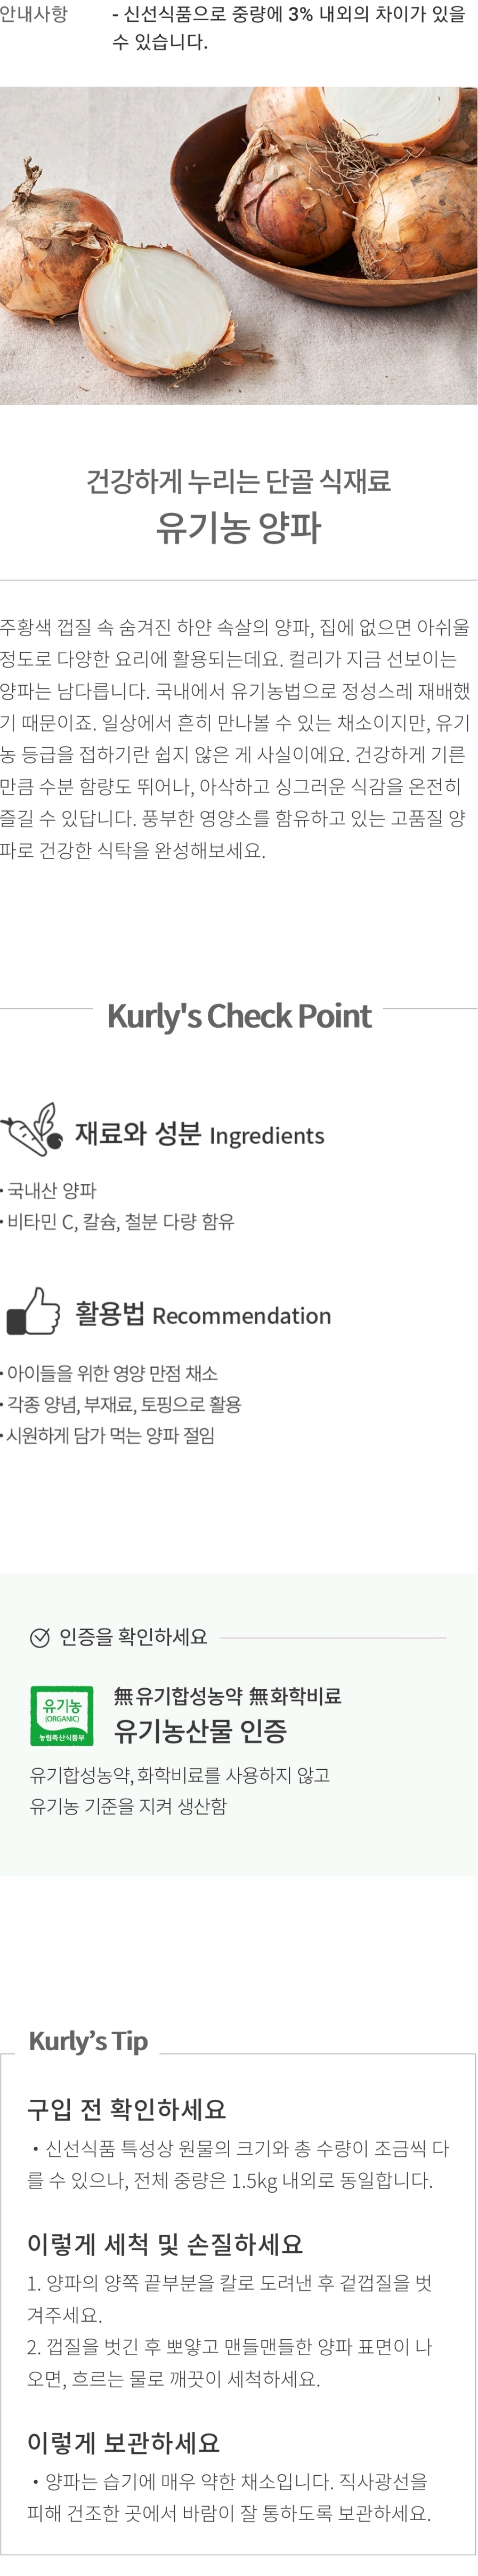 안내사항
- 신선식품으로 중량에 3% 내외의 차이가 있을
수 있습니다.
건강하게 누리는 단골 식재료
유기농 양파
주황색 껍질 속 숨겨진 하얀 속살의 양파, 집에 없으면 아쉬울
정도로 다양한 요리에 활용되는데요. 컬리가 지금 선보이는
양파는 남다릅니다. 국내에서 유기농법으로 정성스레 재배했
기 때문이죠. 일상에서 흔히 만나볼 수 있는 채소이지만, 유기
농 등급을 접하기란 쉽지 않은 게 사실이에요. 건강하게 기른
만큼 수분 함량도 뛰어나, 아삭하고 싱그러운 식감을 온전히
즐길 수 있답니다. 풍부한 영양소를 함유하고 있는 고품질 양
파로 건강한 식탁을 완성해보세요.
Kurly's Check Point
재료와 성분 Ingredients
• 국내산 양파
• 비타민 C, 칼슘, 철분 다량 함유
활용법 Recommendation
• 아이들을 위한 영양 만점 채소
• 각종 양념, 부재료, 토핑으로 활용
• 시원하게 담가 먹는 양파 절임
인증을 확인하세요
유기농
(ORGANIC)
농림축산식품부
無유기합성농약 無화학비료
유기농산물 인증
유기합성농약, 화학비료를 사용하지 않고
유기농 기준을 지켜 생산함
Kurly’s Tip
구입 전 확인하세요
• 신선식품 특성상 원물의 크기와 총 수량이 조금씩 다
를 수 있으나, 전체 중량은 1.5kg 내외로 동일합니다.
이렇게 세척 및 손질하세요
1. 양파의 양쪽 끝부분을 칼로 도려낸 후 겉껍질을 벗
겨주세요.
2. 껍질을 벗긴 후 뽀얗고 맨들맨들한 양파 표면이 나
오면, 흐르는 물로 깨끗이 세척하세요.
이렇게 보관하세요
• 양파는 습기에 매우 약한 채소입니다. 직사광선을
피해 건조한 곳에서 바람이 잘 통하도록 보관하세요.